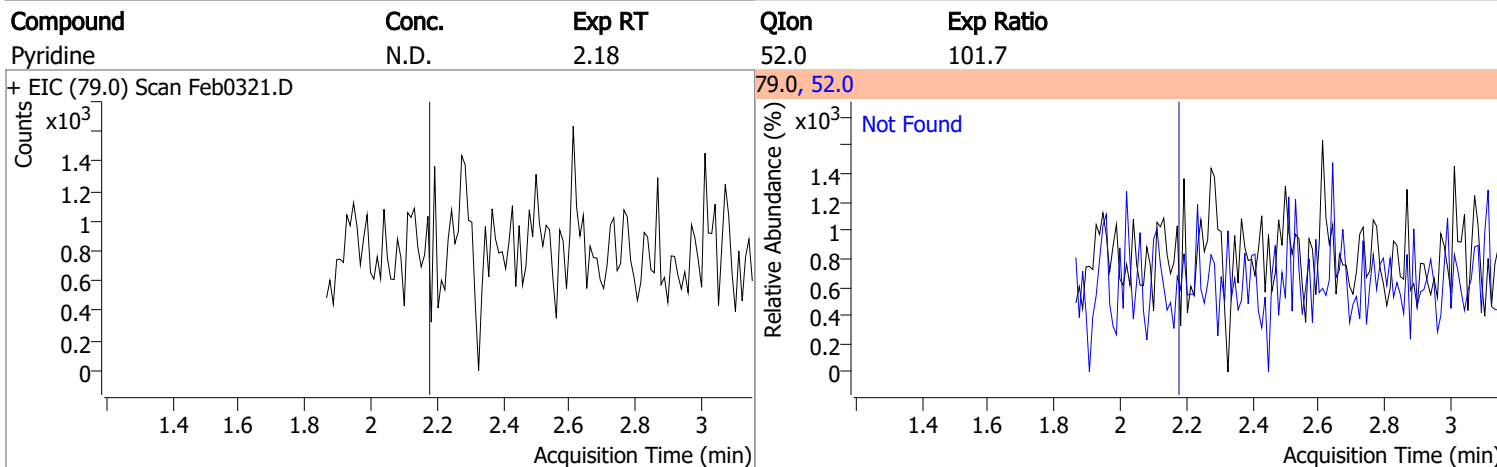 Compound Conc. Exp RT QIon Exp Ratio
Pyridine N.D. 2.18 52.0 101.7
+ EIC (79.0) Scan Feb0321.D
Counts
x10³
1.4
1.2
1
0.8
0.6
0.4
0.2
0
1.4 1.6 1.8 2 2.2 2.4 2.6 2.8 3
Acquisition Time (min)
79.0, 52.0
Relative Abundance (%)
x10³
Not Found
1.4
1.2
1
0.8
0.6
0.4
0.2
0
1.4 1.6 1.8 2 2.2 2.4 2.6 2.8 3
Acquisition Time (min)